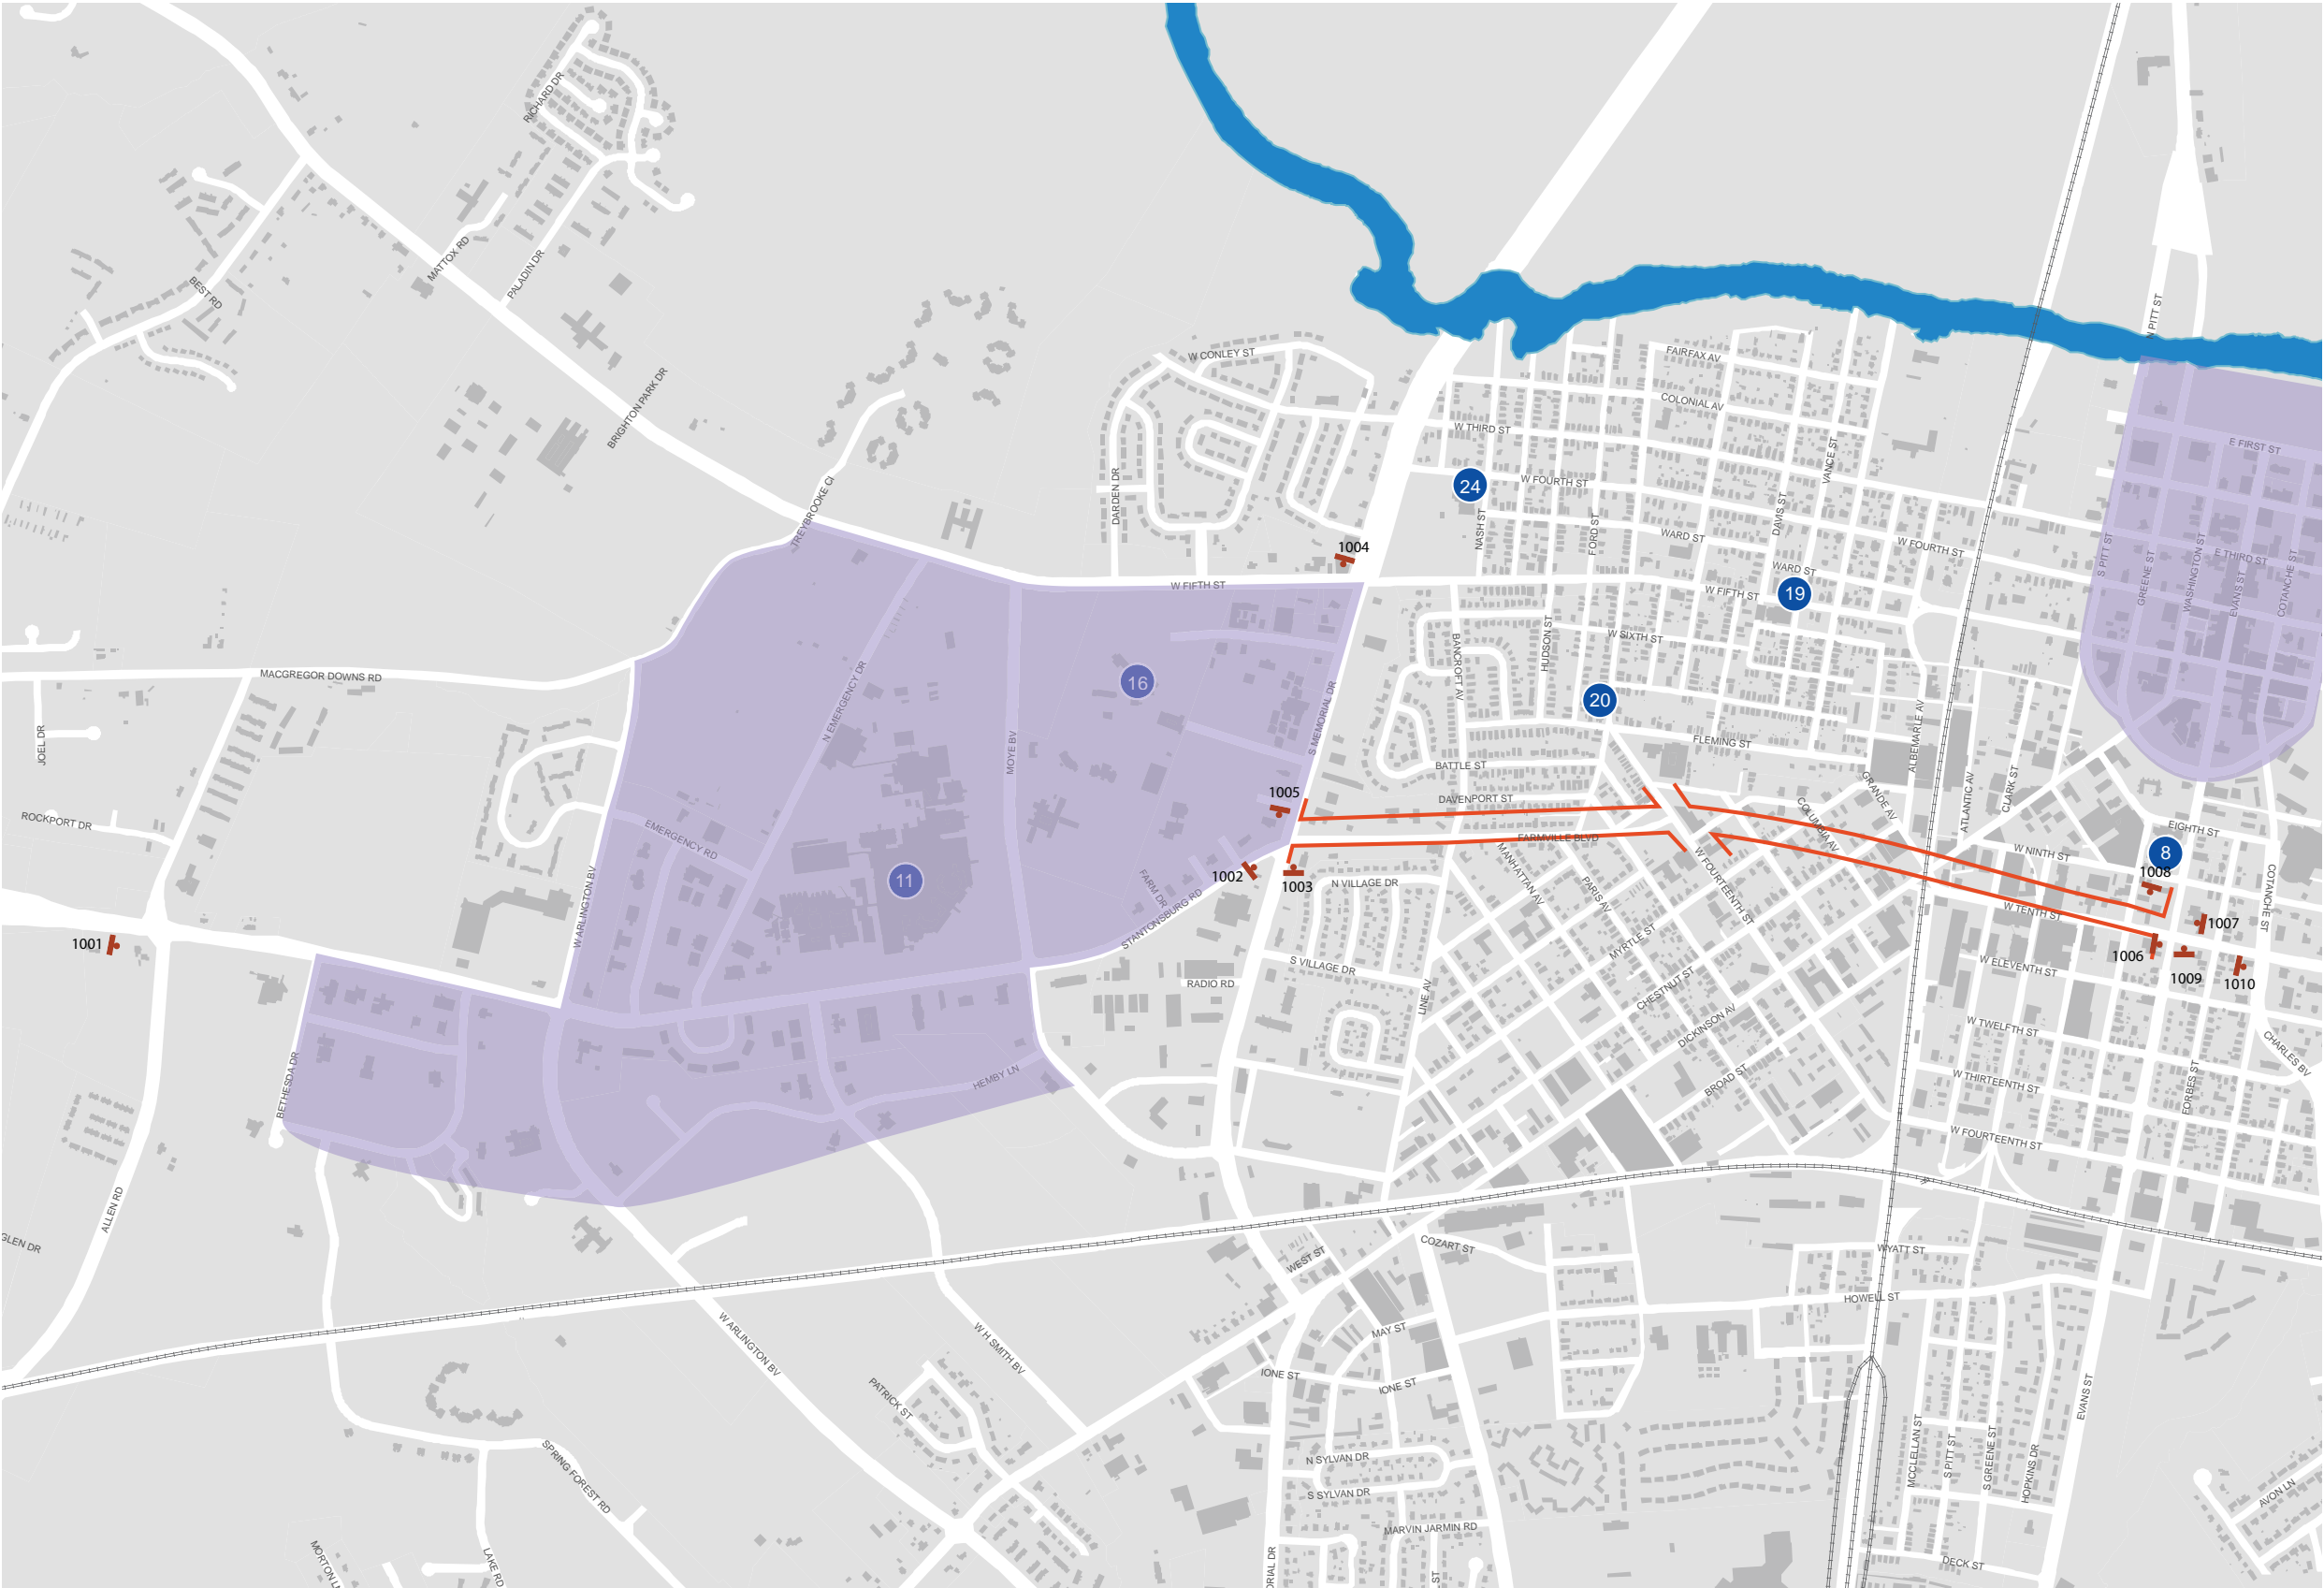 RICHARD DR
MATTOX RD
PALADIN DR
BEST RD
N PITT ST
W CONLEY ST
FAIRFAX AV
BRIGHTON PARK DR
COLONIAL AV
W THIRD ST
E FIRST ST
VANCE ST
24
W FOURTH ST
TREYBROOKE CI
DARDEN DR
NASH ST
FORD ST
DAVIS ST
WARD ST
W FOURTH ST
1004
S PITT ST
E THIRD ST
GREENE ST
WASHINGTON ST
EVANS ST
COTANCHE ST
WARD ST
W FIFTH ST
W FIFTH ST
19
W SIXTH ST
HUDSON ST
BANCROFT AV
MACGREGOR DOWNS RD
16
N EMERGENCY DR
20
S MEMORIAL DR
JOEL DR
MOYE BV
FLEMING ST
ALBEMARLE AV
BATTLE ST
1005
DAVENPORT ST
GRANDE AV
ATLANTIC AV
CLARK ST
COLUMBIA AV
ROCKPORT DR
EIGHTH ST
EMERGENCY RD
FARMVILLE BLVD
W NINTH ST
8
1008
11
1002
1003
N VILLAGE DR
MANHATTAN AV
PARIS AV
W FOURTEENTH ST
COTANCHE ST
FARM DR
STANTONSBURG RD
W ARLINGTON BV
W TENTH ST
1007
1001
MYRTLE ST
1006
1009
1010
S VILLAGE DR
W ELEVENTH ST
RADIO RD
LINE AV
CHESTNUT ST
DICKINSON AV
W TWELFTH ST
CHARLES BV
BETHESDA DR
HEMBY LN
BROAD ST
W THIRTEENTH ST
FORBES ST
W FOURTEENTH ST
ALLEN RD
GLEN DR
COZART ST
WEST ST
WYATT ST
HOWELL ST
W ARLINGTON BV
W H SMITH BV
MAY ST
IONE ST
IONE ST
PATRICK ST
EVANS ST
SPRING FOREST RD
N SYLVAN DR
S SYLVAN DR
MCCLELLAN ST
S PITT ST
S GREENE ST
HOPKINS DR
AVON LN
MARVIN JARMIN RD
MORTON L
LAKE RD
ORIAL DR
ST
DECK ST